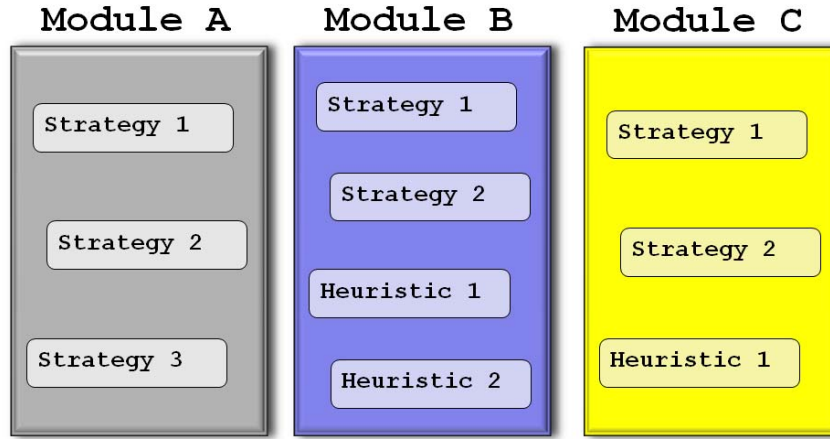 Module A
Strategy 1
Strategy 2
Strategy 3
Module B
Strategy 1
Strategy 2
Heuristic 1
Heuristic 2
Module C
Strategy 1
Strategy 2
Heuristic 1